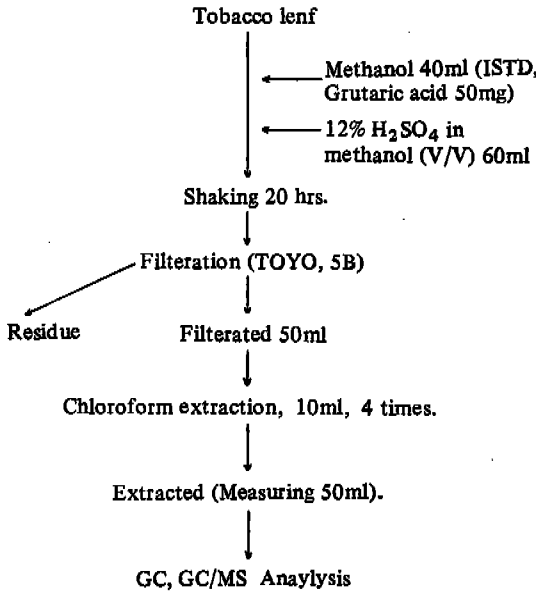 Tobacco lenf
Methanol 40ml (ISTD,
Grutaric acid 50mg)
12% H₂SO₄ in
methanol (V/V) 60ml
Shaking 20 hrs.
Filteration (TOYO, 5B)
Residue
Filterated 50ml
Chloroform extraction, 10ml, 4 times.
Extracted (Measuring 50ml).
GC, GC/MS Anaylysis